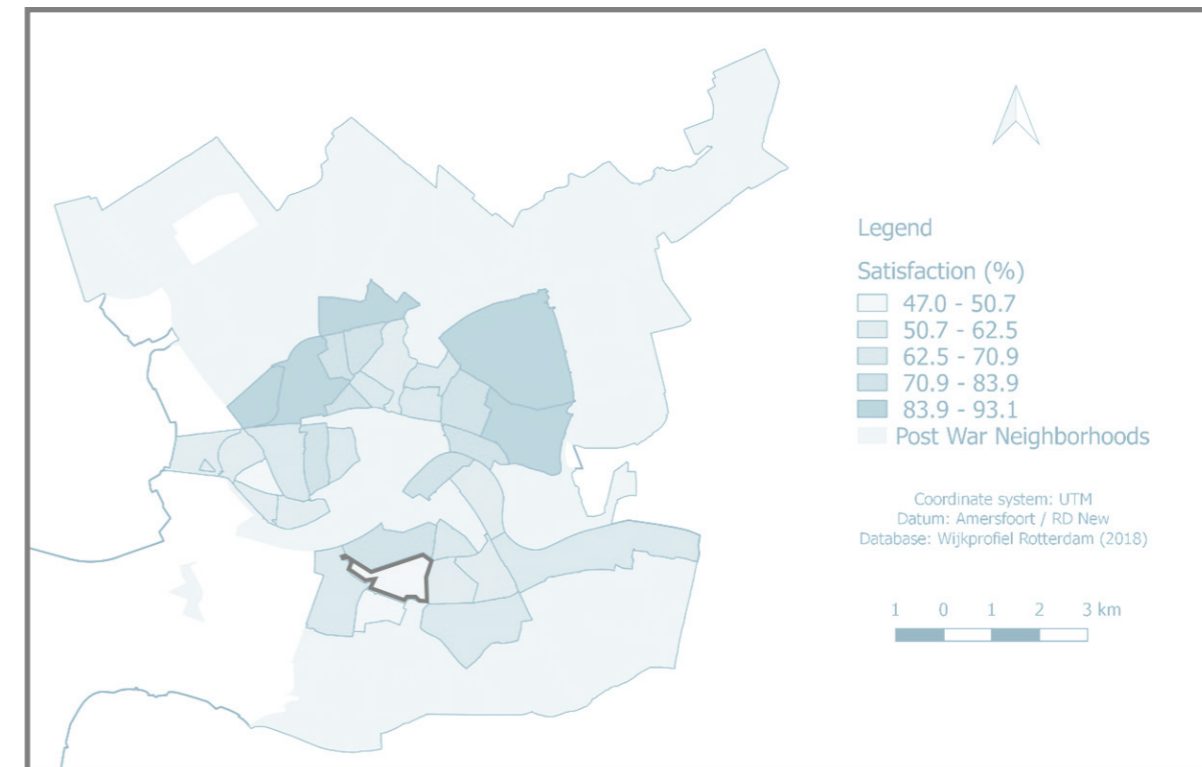 Legend
Satisfaction (%)
47.0 - 50.7
50.7 - 62.5
62.5 - 70.9
70.9 - 83.9
83.9 - 93.1
Post War Neighborhoods
Coordinate system: UTM
Datum: Amersfoort / RD New
Database: Wijkprofiel Rotterdam (2018)
1 0 1 2 3 km